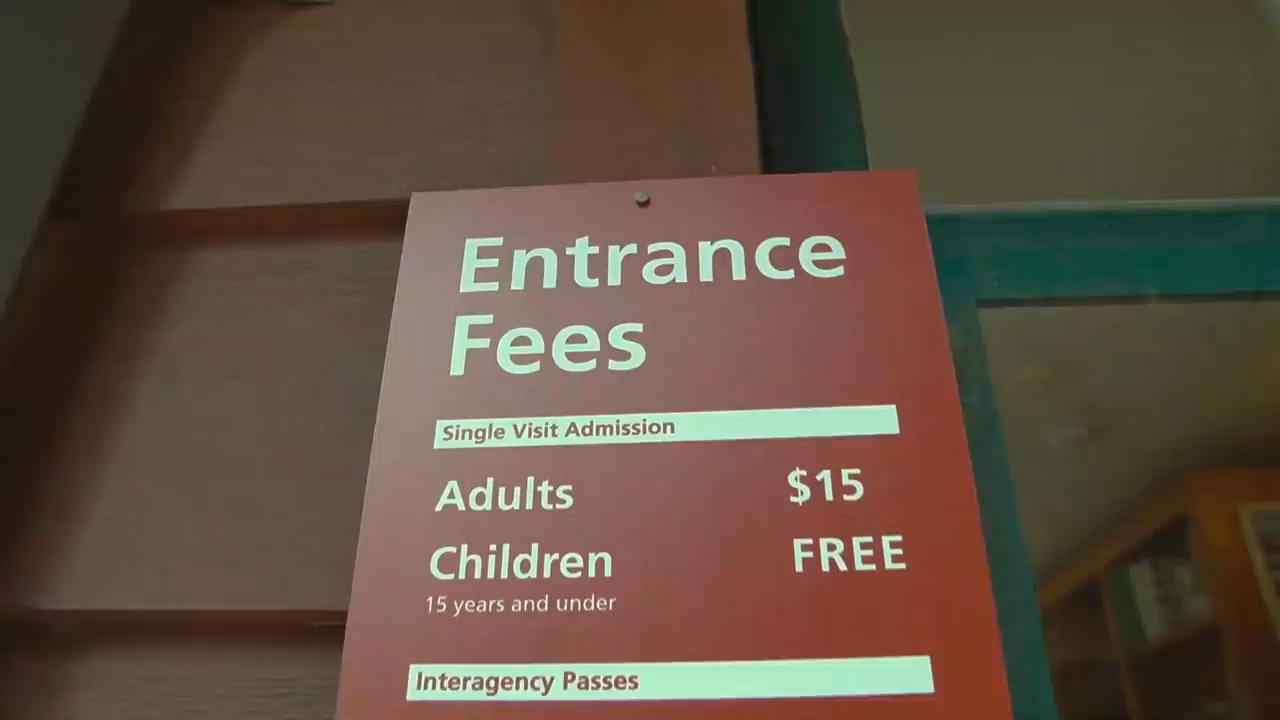 Entrance
Fees
Single Visit Admission
Adults $15
Children FREE
15 years and under
Interagency Passes